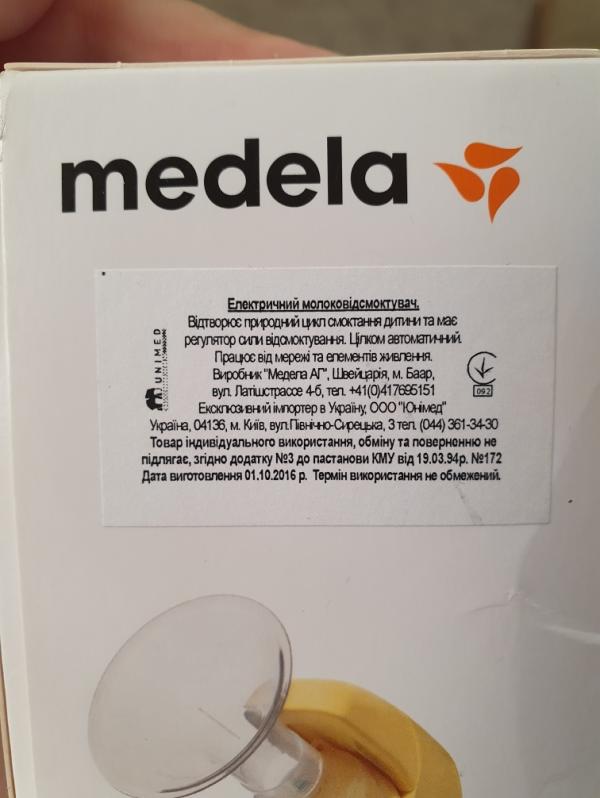 medela
Електричний молоковідсмоктувач.
Відтворює природний цикл смоктання дитини та має
регулятор сили відсмоктування. Цілком автоматичний.
Працює від мережі та елементів живлення.
Виробник "Медела АГ", Швейцарія, м. Баар,
вул. Латішстрассе 4-б, тел. +41(0)417695151
Ексклюзивний імпортер в Україну, ООО "Юнімед"
Україна, 04136, м. Київ, вул.Північно-Сирецька, 3 тел. (044) 361-34-30
Товар індивідуального використання, обміну та поверненню не
підлягає, згідно додатку №3 до постанови КМУ від 19.03.94р. №172
Дата виготовлення 01.10.2016 р. Термін використання не обмежений.
UNIMED
092